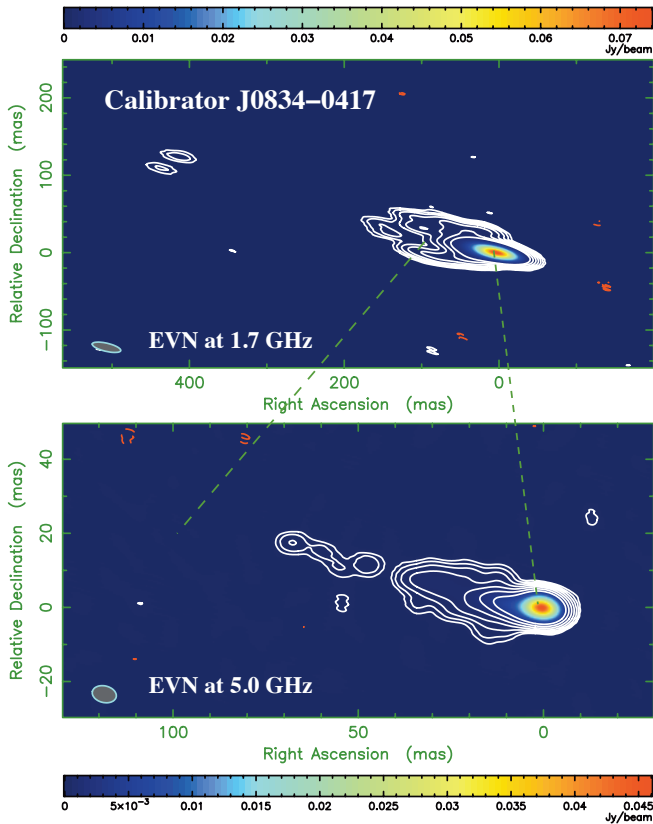 0 0.01 0.02 0.03 0.04 0.05 0.06 0.07
Jy/beam
Calibrator J0834−0417
Relative Declination (mas)
200
100
0
−100
EVN at 1.7 GHz
400 200 0
Right Ascension (mas)
Relative Declination (mas)
40
20
0
−20
EVN at 5.0 GHz
100 50 0
Right Ascension (mas)
0 5×10⁻³ 0.01 0.015 0.02 0.025 0.03 0.035 0.04 0.045
Jy/beam